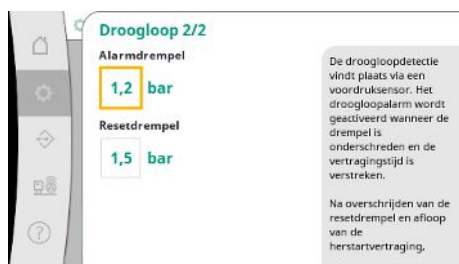 Droogloop 2/2
Alarmdrempel
1,2 bar
Resetdrempel
1,5 bar
De droogloopdetectie
vindt plaats via een
voordruksensor. Het
droogloopalarm wordt
geactiveerd wanneer de
drempel is
onderschreden en de
vertragingstijd is
verstreken.
Na overschrijden van de
resetdrempel en afloop
van de
herstartvertraging,